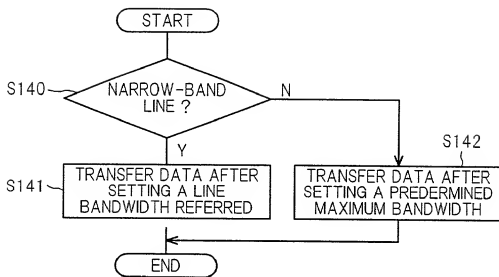 START
S140
NARROW-BAND
LINE ?
N
Y
S141
TRANSFER DATA AFTER
SETTING A LINE
BANDWIDTH REFERRED
S142
TRANSFER DATA AFTER
SETTING A PREDERMINED
MAXIMUM BANDWIDTH
END